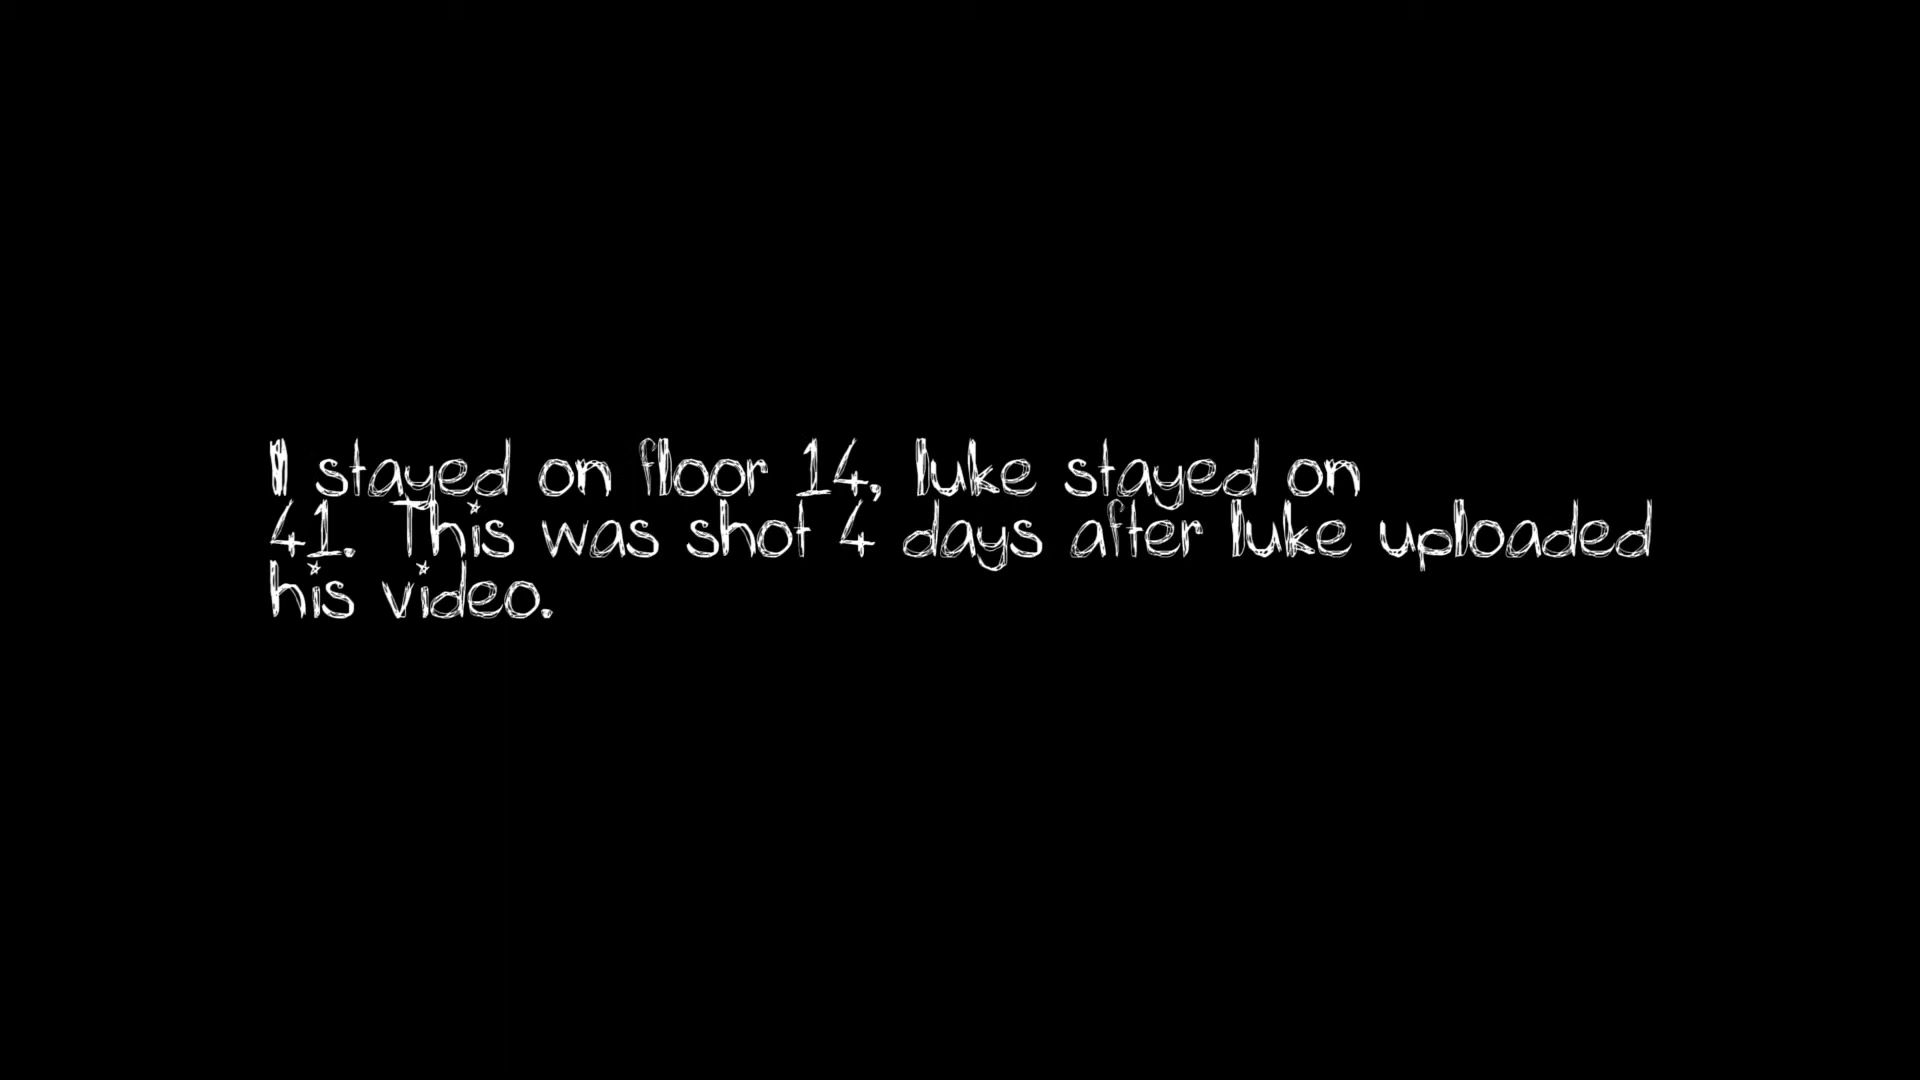 I stayed on floor 14, luke stayed on
41. This was shot 4 days after luke uploaded
his video.